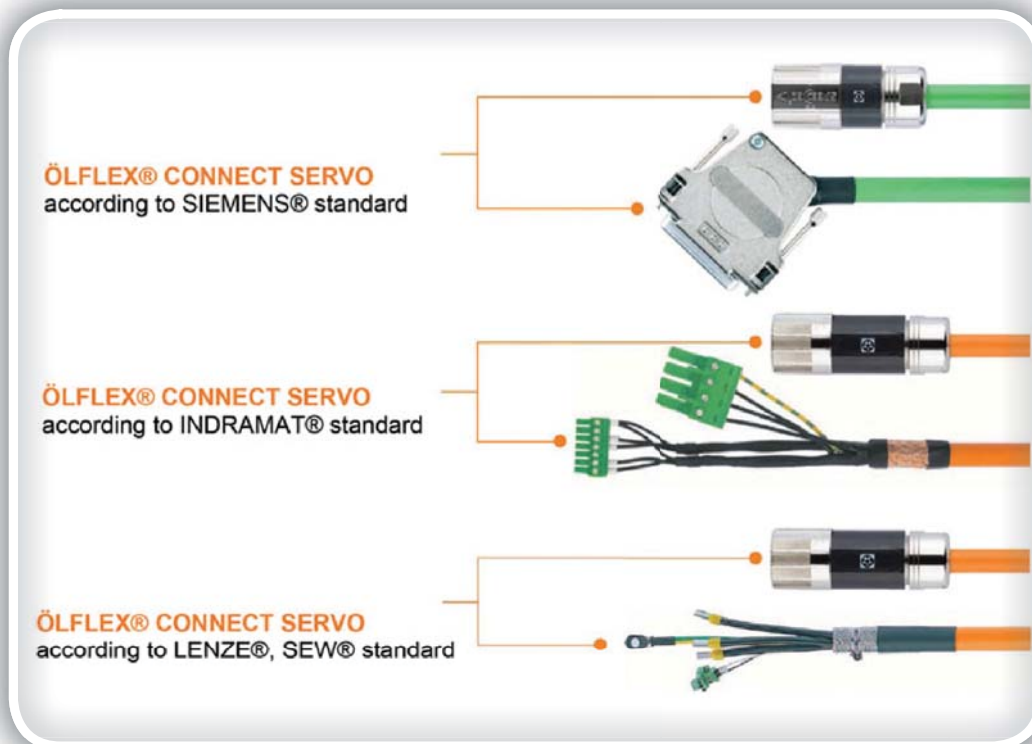 ÖLFLEX® CONNECT SERVO
according to SIEMENS® standard
ÖLFLEX® CONNECT SERVO
according to INDRAMAT® standard
ÖLFLEX® CONNECT SERVO
according to LENZE®, SEW® standard